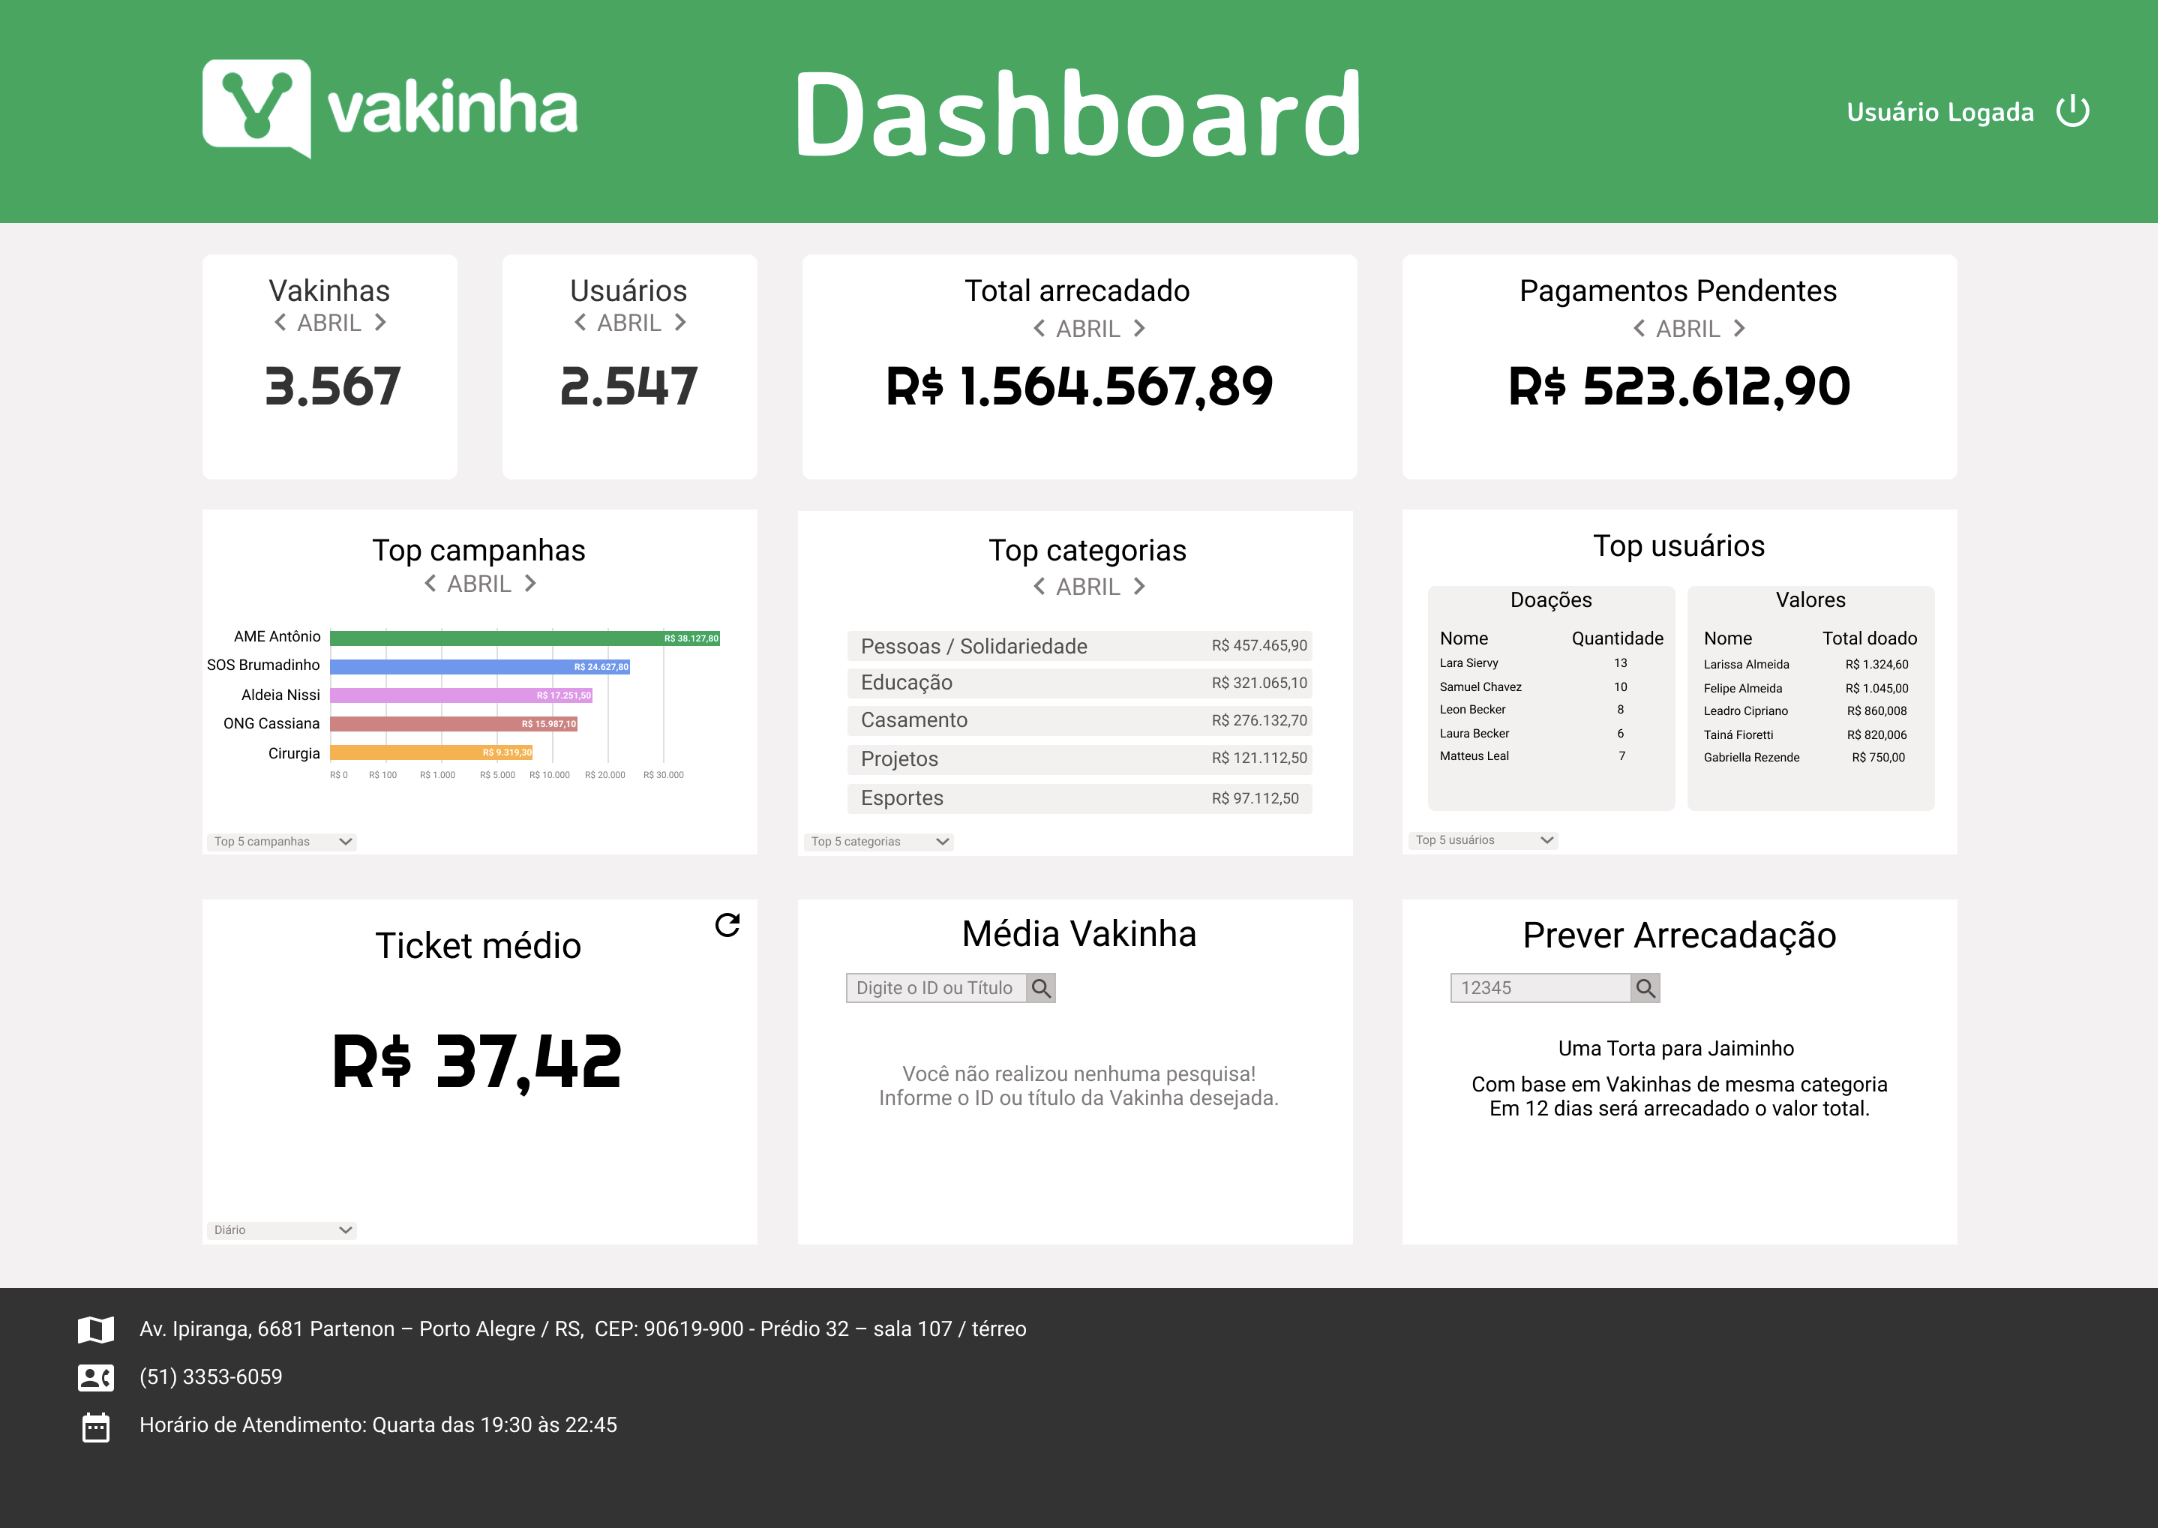 vakinha
Dashboard
Usuário Logada
Vakinhas
ABRIL
3.567
Usuários
ABRIL
2.547
Total arrecadado
ABRIL
R$ 1.564.567,89
Pagamentos Pendentes
ABRIL
R$ 523.612,90
Top campanhas
ABRIL
AME Antônio R$ 38.127,80
SOS Brumadinho R$ 24.627,80
Aldeia Nissi R$ 17.251,50
ONG Cassiana R$ 15.987,10
Cirurgia R$ 9.319,30
R$ 0 R$ 100 R$ 1.000 R$ 5.000 R$ 10.000 R$ 20.000 R$ 30.000
Top 5 campanhas
Top categorias
ABRIL
Pessoas / Solidariedade R$ 457.465,90
Educação R$ 321.065,10
Casamento R$ 276.132,70
Projetos R$ 121.112,50
Esportes R$ 97.112,50
Top 5 categorias
Top usuários
Doações
Nome Quantidade
Lara Siervy 13
Samuel Chavez 10
Leon Becker 8
Laura Becker 6
Matteus Leal 7
Valores
Nome Total doado
Larissa Almeida R$ 1.324,60
Felipe Almeida R$ 1.045,00
Leadro Cipriano R$ 860,008
Tainá Fioretti R$ 820,006
Gabriella Rezende R$ 750,00
Top 5 usuários
Ticket médio
R$ 37,42
Diário
Média Vakinha
Digite o ID ou Título
Você não realizou nenhuma pesquisa!
Informe o ID ou título da Vakinha desejada.
Prever Arrecadação
12345
Uma Torta para Jaiminho
Com base em Vakinhas de mesma categoria
Em 12 dias será arrecadado o valor total.
Av. Ipiranga, 6681 Partenon – Porto Alegre / RS,  CEP: 90619-900 - Prédio 32 – sala 107 / térreo
(51) 3353-6059
Horário de Atendimento: Quarta das 19:30 às 22:45